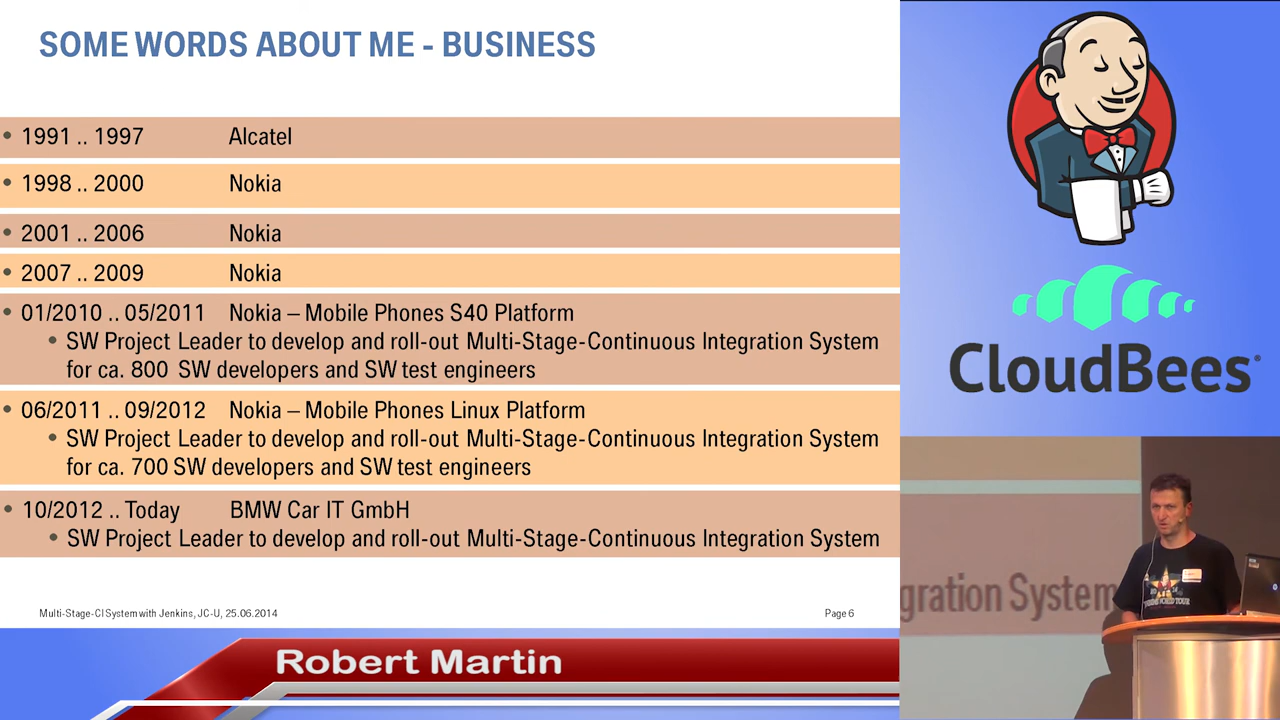 SOME WORDS ABOUT ME - BUSINESS
• 1991 .. 1997 Alcatel
• 1998 .. 2000 Nokia
• 2001 .. 2006 Nokia
• 2007 .. 2009 Nokia
• 01/2010 .. 05/2011 Nokia – Mobile Phones S40 Platform
• SW Project Leader to develop and roll-out Multi-Stage-Continuous Integration System
for ca. 800 SW developers and SW test engineers
• 06/2011 .. 09/2012 Nokia – Mobile Phones Linux Platform
• SW Project Leader to develop and roll-out Multi-Stage-Continuous Integration System
for ca. 700 SW developers and SW test engineers
• 10/2012 .. Today BMW Car IT GmbH
• SW Project Leader to develop and roll-out Multi-Stage-Continuous Integration System
Multi-Stage-CI System with Jenkins, JC-U, 25.06.2014 Page 6
Robert Martin
CloudBees
gration System